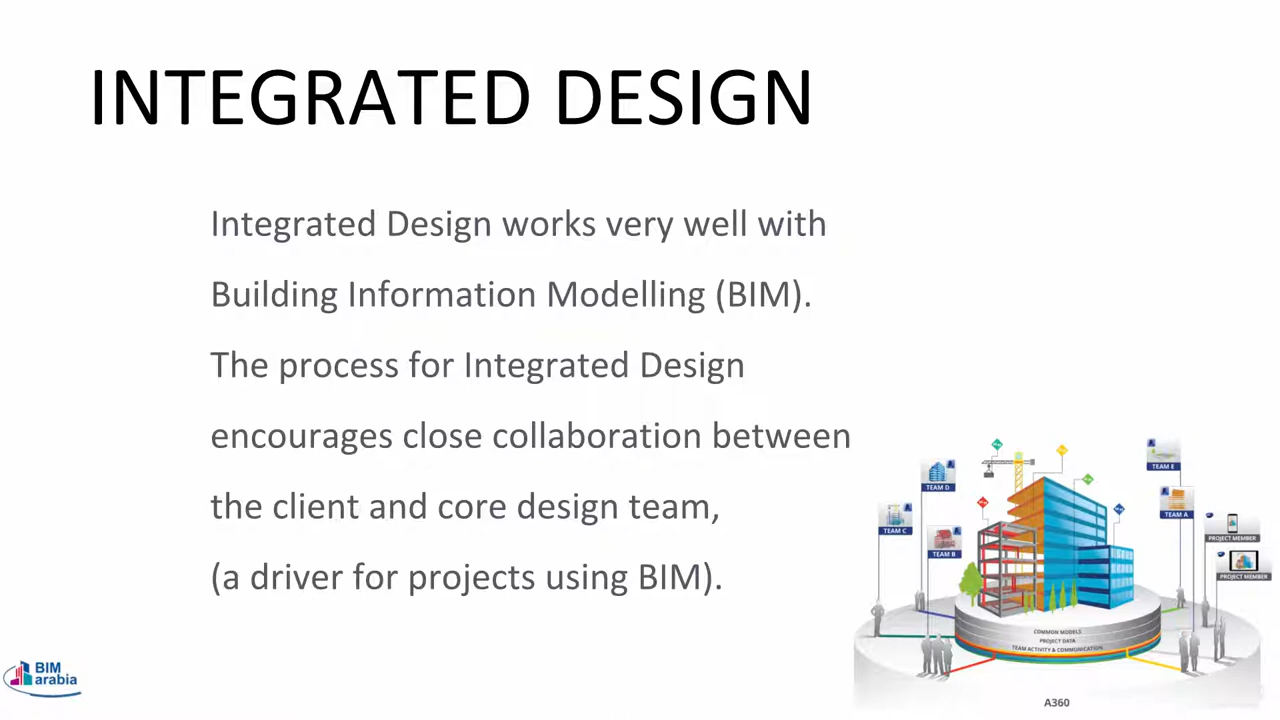 INTEGRATED DESIGN
Integrated Design works very well with
Building Information Modelling (BIM).
The process for Integrated Design
encourages close collaboration between
the client and core design team,
(a driver for projects using BIM).
TEAM E
TEAM D
TEAM A
TEAM C
TEAM B
PROJECT MEMBER
PROJECT MEMBER
COMMON MODELS
PROJECT DATA
TEAM ACTIVITY & COMMUNICATION
A360
BIM
arabia